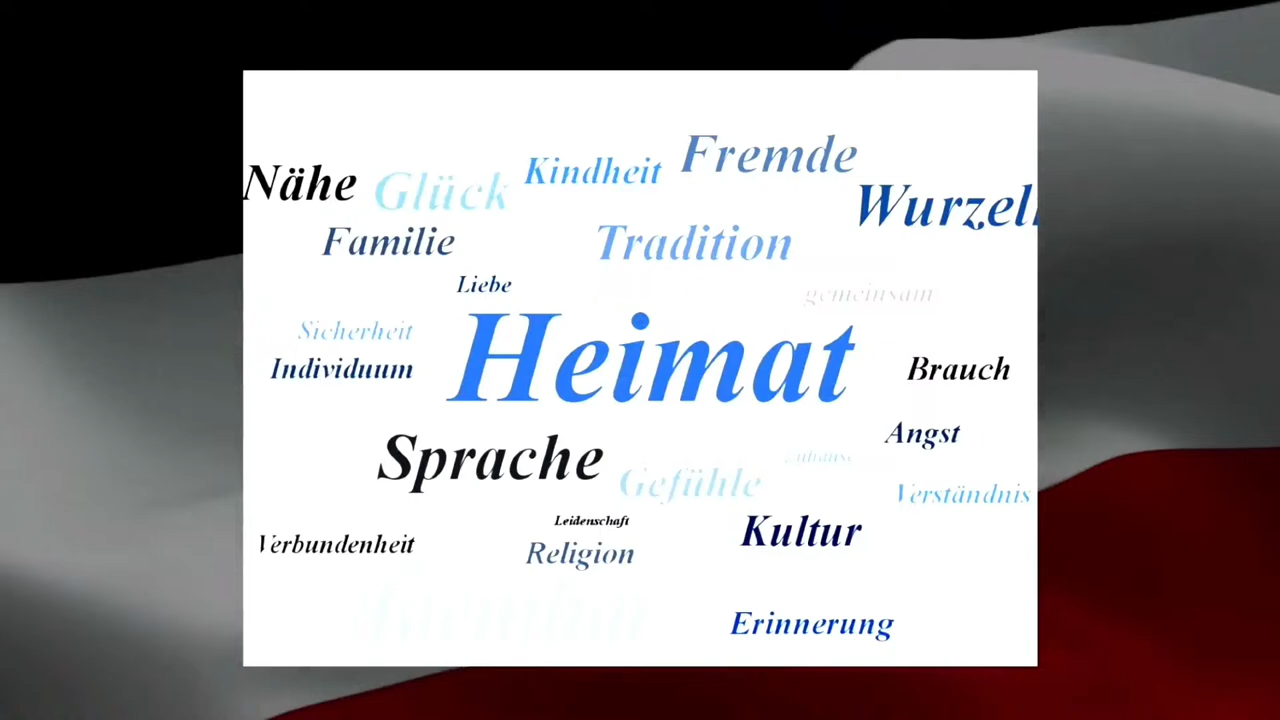 Fremde
Nähe Glück Kindheit
Wurzel
Familie Tradition
Liebe gemeinsam
Sicherheit
Heimat
Individuum Brauch
Angst
Sprache
Gefühle Verständnis
Leidenschaft Kultur
Verbundenheit Religion
Erinnerung